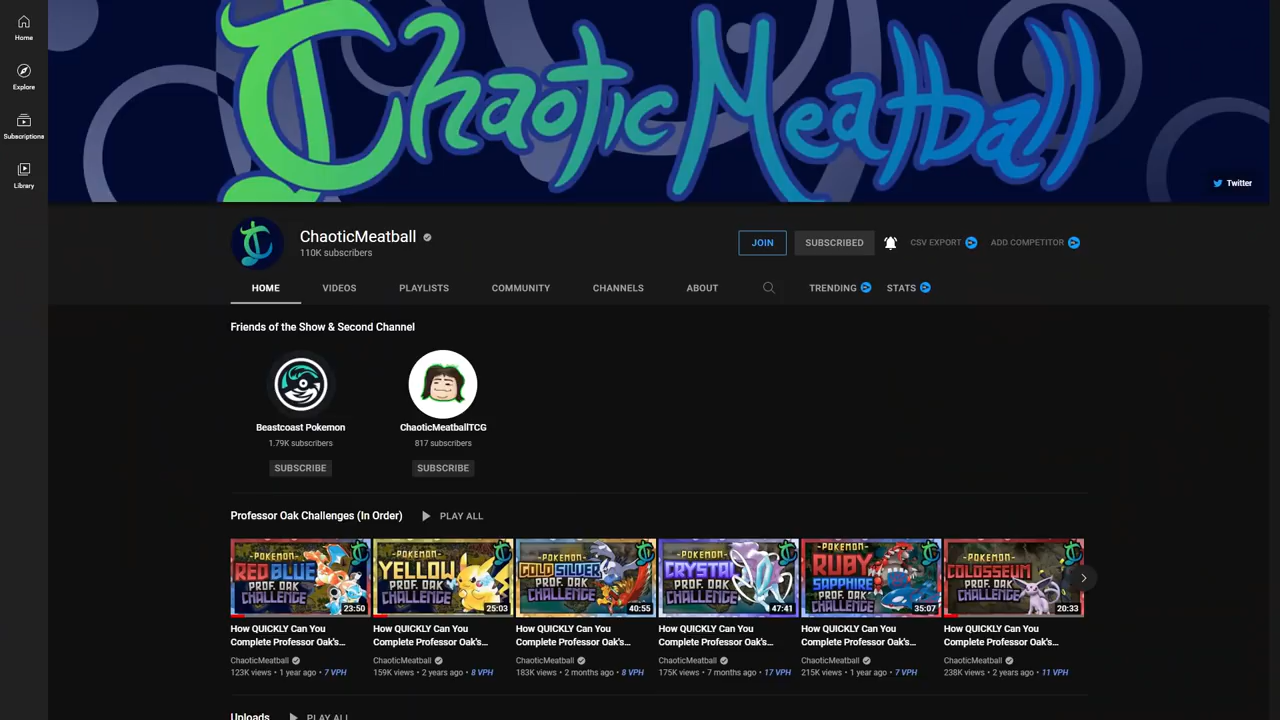 Home
Explore
Subscriptions
Library
Chaotic Meatball
Twitter
ChaoticMeatball
110K subscribers
JOIN
SUBSCRIBED
CSV EXPORT
ADD COMPETITOR
HOME
VIDEOS
PLAYLISTS
COMMUNITY
CHANNELS
ABOUT
TRENDING
STATS
Friends of the Show & Second Channel
Beastcoast Pokemon
1.79K subscribers
SUBSCRIBE
ChaoticMeatballTCG
817 subscribers
SUBSCRIBE
Professor Oak Challenges (In Order)
PLAY ALL
POKEMON
RED BLUE
PROF. OAK
CHALLENGE
23:50
How QUICKLY Can You
Complete Professor Oak's...
ChaoticMeatball
123K views • 1 year ago • 7 VPH
-POKEMON-
YELLOW
PROF. OAK
CHALLENGE
25:03
How QUICKLY Can You
Complete Professor Oak's...
ChaoticMeatball
159K views • 2 years ago • 8 VPH
-POKEMON-
GOLD SILVER
PROF. OAK
CHALLENGE
40:55
How QUICKLY Can You
Complete Professor Oak's...
ChaoticMeatball
183K views • 2 months ago • 8 VPH
-POKEMON-
CRYSTAL
PROF. OAK
CHALLENGE
47:41
How QUICKLY Can You
Complete Professor Oak's...
ChaoticMeatball
175K views • 7 months ago • 17 VPH
-POKEMON-
RUBY
SAPPHIRE
PROF. OAK
CHALLENGE
35:07
How QUICKLY Can You
Complete Professor Oak's...
ChaoticMeatball
215K views • 1 year ago • 7 VPH
-POKEMON-
COLOSSEUM
PROF. OAK
CHALLENGE
20:33
How QUICKLY Can You
Complete Professor Oak's...
ChaoticMeatball
238K views • 2 years ago • 11 VPH
Uploads
PLAY ALL